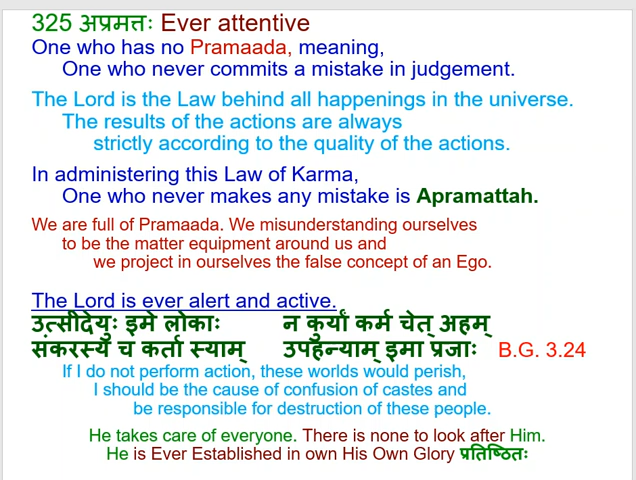 325 अप्रमत्तः Ever attentive
One who has no Pramaada, meaning,
One who never commits a mistake in judgement.
The Lord is the Law behind all happenings in the universe.
The results of the actions are always
strictly according to the quality of the actions.
In administering this Law of Karma,
One who never makes any mistake is Apramattah.
We are full of Pramaada. We misunderstanding ourselves
to be the matter equipment around us and
we project in ourselves the false concept of an Ego.
The Lord is ever alert and active.
उत्सीदेयुः इमे लोकाः न कुर्यां कर्म चेत् अहम्
संकरस्य च कर्ता स्याम् उपहन्याम् इमा प्रजाः B.G. 3.24
If I do not perform action, these worlds would perish,
I should be the cause of confusion of castes and
be responsible for destruction of these people.
He takes care of everyone. There is none to look after Him.
He is Ever Established in own His Own Glory प्रतिष्ठितः